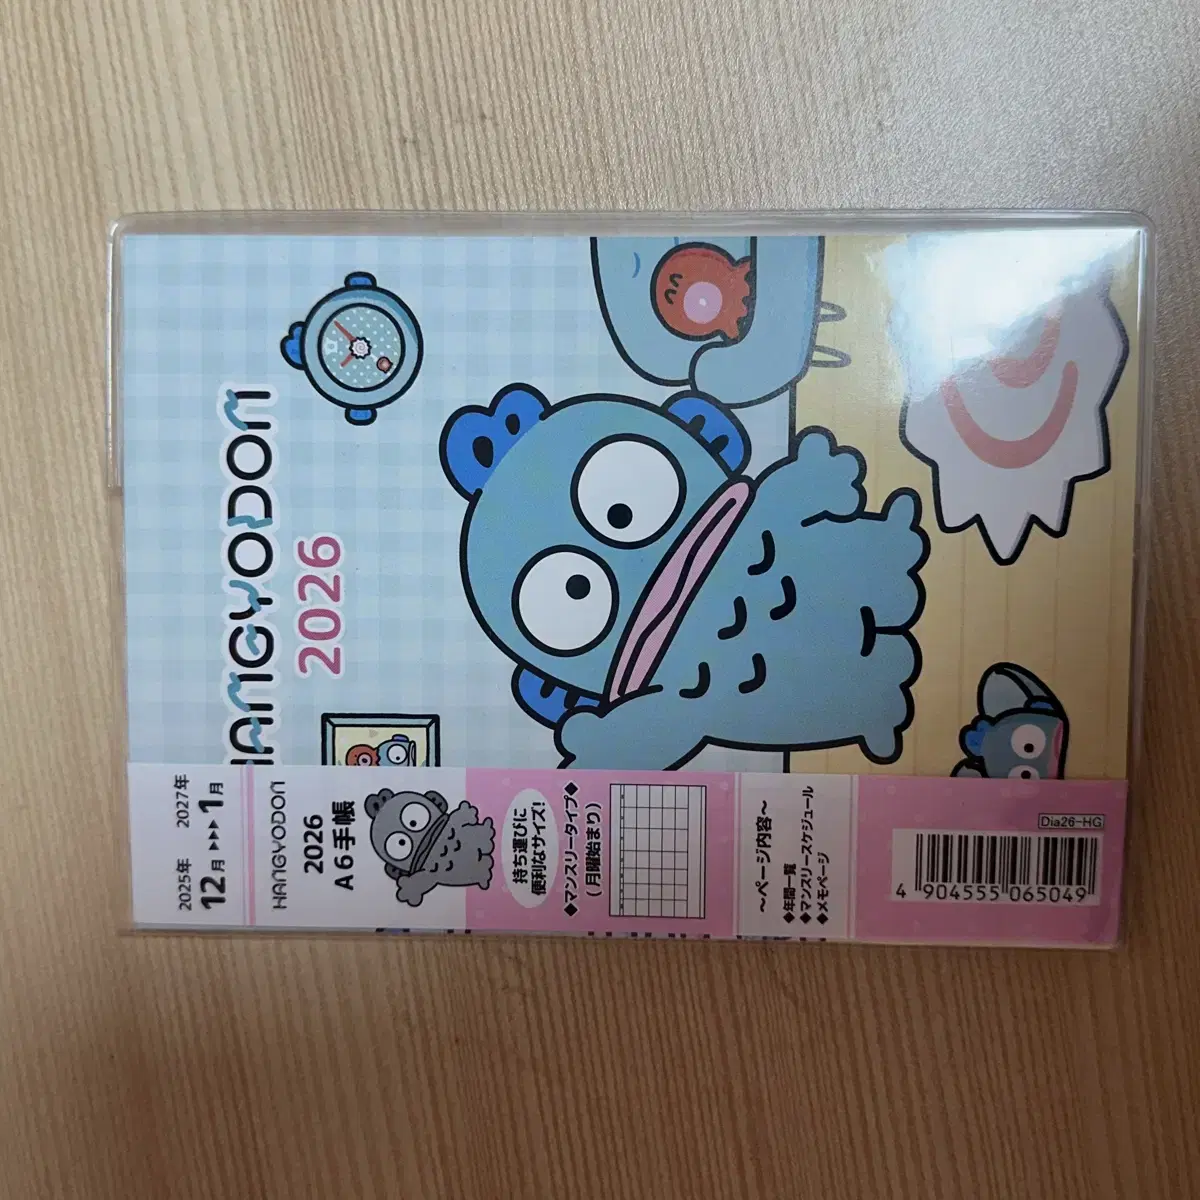 HANGYODON
2026
2025年 2027年
12月 ▸▸▸ 1月
HANGYODON
2026
A6手帳
持ち運びに
便利なサイズ!
◆マンスリータイプ◆
(月曜始まり)
～ページ内容～
◆年間一覧
◆マンスリースケジュール
◆メモページ
Dia26-HG
4 904555 065049